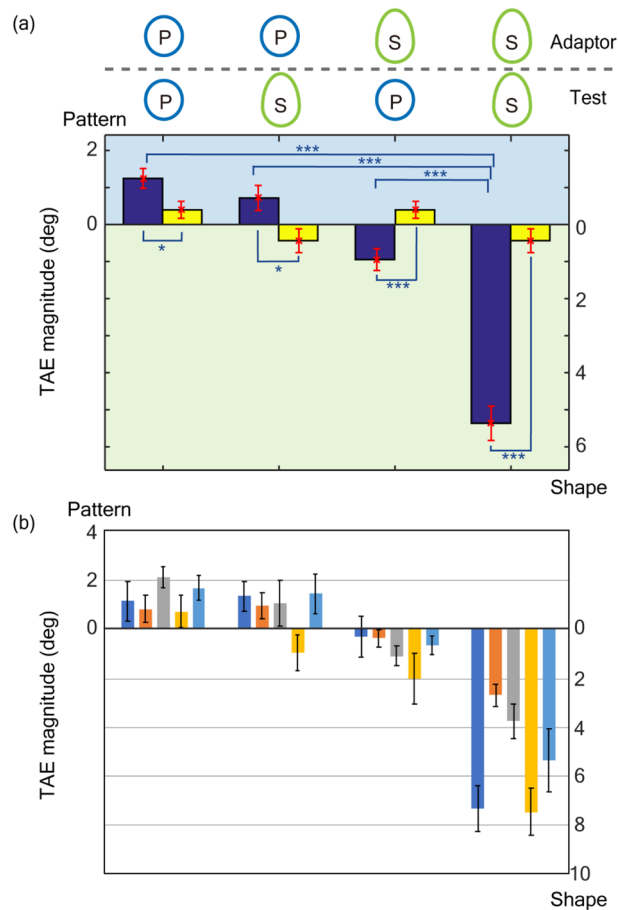 (a)
P P S S Adaptor
P S P S Test
Pattern
2
0
TAE magnitude (deg)
***
***
***
*
*
***
***
0
2
4
6
Shape
(b)
Pattern
4
2
0
TAE magnitude (deg)
0
2
4
6
8
10
Shape